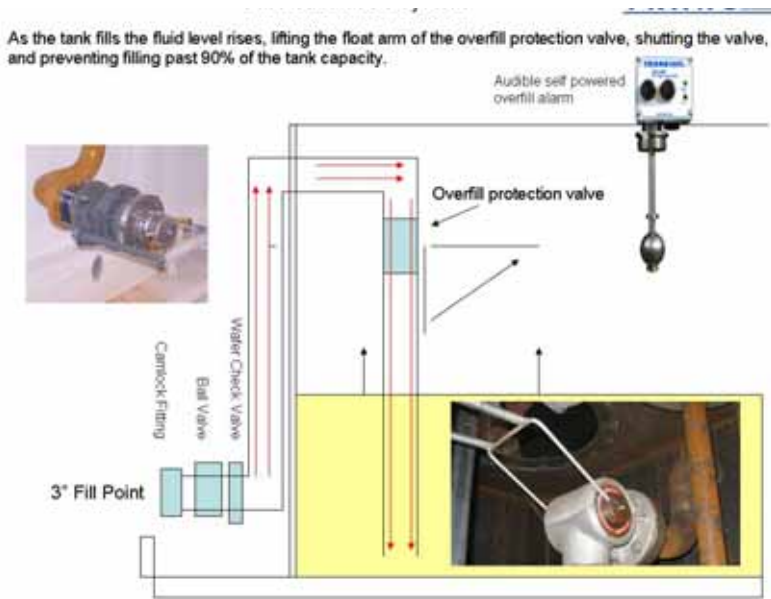 As the tank fills the fluid level rises, lifting the float arm of the overfill protection valve, shutting the valve,
and preventing filling past 90% of the tank capacity.
Audible self powered
overfill alarm
Overfill protection valve
Camlock Fitting
Ball Valve
Wafer Check Valve
3" Fill Point